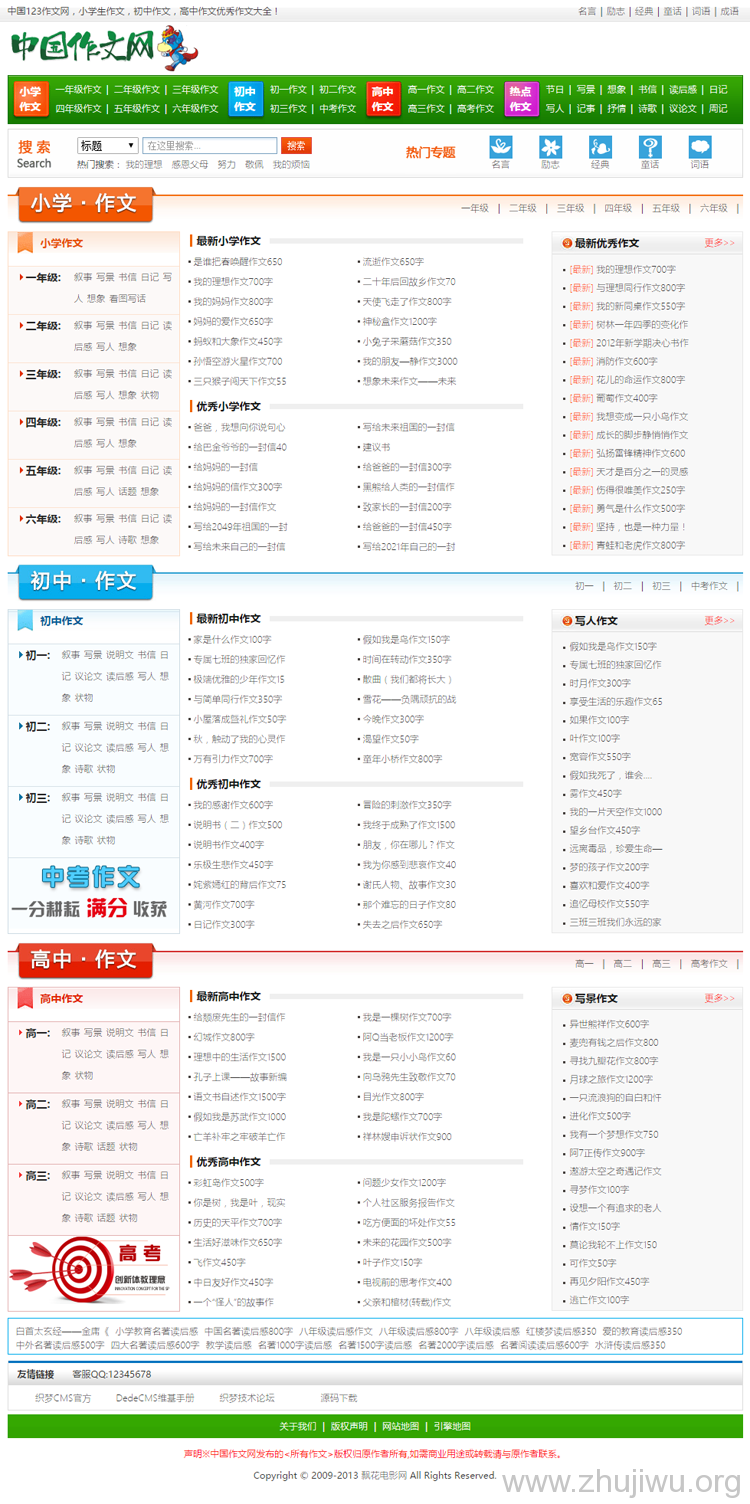 中国123作文网，小学生作文，初中作文，高中作文优秀作文大全！ 名言 | 励志 | 经典 | 童话 | 词语 | 成语
中国作文网
小学 一年级作文 | 二年级作文 | 三年级作文 初中 初一作文 | 初二作文 高中 高一作文 | 高二作文 热点 节日 | 写景 | 想象 | 书信 | 读后感 | 日记
作文 四年级作文 | 五年级作文 | 六年级作文 作文 初三作文 | 中考作文 作文 高三作文 | 高考作文 作文 写人 | 记事 | 抒情 | 诗歌 | 议论文 | 周记
搜 索 标题 在这里搜索... 搜索 热门专题
Search 热门搜索： 我的理想 感恩父母 努力 敬佩 我的烦恼 名言 励志 经典 童话 词语
小学 · 作文 一年级 | 二年级 | 三年级 | 四年级 | 五年级 | 六年级 |
小学作文
一年级: 叙事 写景 书信 日记 写
人 想象 看图写话
二年级: 叙事 写景 书信 日记 读
后感 写人 想象
三年级: 叙事 写景 书信 日记 读
后感 写人 想象 状物
四年级: 叙事 写景 书信 日记 读
后感 写人 想象
五年级: 叙事 写景 书信 日记 读
后感 写人 话题 想象
六年级: 叙事 写景 书信 日记 读
后感 写人 诗歌 想象
最新小学作文
• 是谁把春唤醒作文650 • 流逝作文650字
• 我的理想作文700字 • 二十年后回故乡作文70
• 我的妈妈作文800字 • 天使飞走了作文800字
• 妈妈的爱作文650字 • 神秘盒作文1200字
• 蚂蚁和大象作文450字 • 小兔子采蘑菇作文350
• 孙悟空游火星作文700 • 我的朋友—静作文3000
• 三只猴子闯天下作文55 • 想象未来作文——未来
优秀小学作文
• 爸爸，我想向你说句心 • 写给未来祖国的一封信
• 给巴金爷爷的一封信40 • 建议书
• 给妈妈的一封信 • 给爸爸的一封信300字
• 给妈妈的信作文300字 • 黑熊给人类的一封信作
• 给妈妈的一封信作文 • 致家长的一封信200字
• 写给2049年祖国的一封 • 给爸爸的一封信450字
• 写给未来自己的一封信 • 写给2021年自己的一封
最新优秀作文 更多>>
• [最新] 我的理想作文700字
• [最新] 与理想同行作文800字
• [最新] 我的新同桌作文550字
• [最新] 树林一年四季的变化作
• [最新] 2012年新学期决心书作
• [最新] 消防作文600字
• [最新] 花儿的命运作文800字
• [最新] 葡萄作文400字
• [最新] 我想变成一只小鸟作文
• [最新] 成长的脚步静悄悄作文
• [最新] 弘扬雷锋精神作文600
• [最新] 天才是百分之一的灵感
• [最新] 伤得很唯美作文250字
• [最新] 勇气是什么作文500字
• [最新] 坚持，也是一种力量！
• [最新] 青蛙和老虎作文800字
初中 · 作文 初一 | 初二 | 初三 | 中考作文 |
初中作文
初一: 叙事 写景 说明文 书信 日
记 议论文 读后感 写人 想
象 状物
初二: 叙事 写景 说明文 书信 日
记 议论文 读后感 写人 想
象 诗歌 状物
初三: 叙事 写景 说明文 书信 日
记 议论文 读后感 写人 想
象 诗歌 状物
中考作文
一分耕耘 满分 收获
最新初中作文
• 家是什么作文100字 • 假如我是鸟作文150字
• 专属七班的独家回忆作 • 时间在转动作文350字
• 极端优雅的少年作文15 • 散曲（我们都将长大）
• 与简单同行作文350字 • 雪花——负隅顽抗的战
• 小屋落成登礼作文50字 • 今晚作文300字
• 秋，触动了我的心灵作 • 渴望作文50字
• 万有引力作文700字 • 童年小桥作文800字
优秀初中作文
• 我的感谢作文600字 • 冒险的刺激作文350字
• 说明书（二）作文500 • 我终于成熟了作文1500
• 说明书作文400字 • 朋友，你在哪儿？作文
• 乐极生悲作文450字 • 我为你感到悲哀作文40
• 姹紫嫣红的背后作文75 • 谢氏人物、故事作文30
• 黄河作文700字 • 那个难忘的日子作文80
• 日记作文300字 • 失去之后作文650字
写人作文 更多>>
• 假如我是鸟作文150字
• 专属七班的独家回忆作
• 时月作文300字
• 享受生活的乐趣作文65
• 如果作文100字
• 叶作文100字
• 宽容作文550字
• 假如我死了，谁会....
• 雾作文450字
• 我的一片天空作文1000
• 望乡台作文450字
• 远离毒品，珍爱生命—
• 梦的孩子作文200字
• 喜欢和爱作文400字
• 追忆母校作文550字
• 三班三班我们永远的家
高中 · 作文 高一 | 高二 | 高三 | 高考作文 |
高中作文
高一: 叙事 写景 说明文 书信 日
记 议论文 读后感 写人 想
象 状物
高二: 叙事 写景 说明文 书信 日
记 议论文 读后感 写人 想
象 诗歌 话题 状物
高三: 叙事 写景 说明文 书信 日
记 议论文 读后感 写人 想
象 诗歌 话题 状物
高考
创新体教理意
INNOVATION CONCEPT FOR THE SP
最新高中作文
• 给颓废先生的一封信作 • 我是一棵树作文700字
• 幻城作文800字 • 阿Q当老板作文1200字
• 理想中的生活作文1500 • 我是一只小小鸟作文60
• 孔子上课——故事新编 • 向乌鸦先生致敬作文70
• 语文书自述作文1500字 • 目光作文800字
• 假如我是苏武作文1000 • 我是陀螺作文700字
• 亡羊补牢之牢破羊亡作 • 祥林嫂申诉状作文900
优秀高中作文
• 彩虹岛作文500字 • 问题少女作文1200字
• 你是树，我是叶，现实 • 个人社区服务报告作文
• 历史的天平作文700字 • 吃方便面的坏处作文55
• 生活好滋味作文650字 • 未来的花园作文500字
• 飞作文450字 • 叶子作文150字
• 中日友好作文450字 • 电视前的思考作文400
• 一个“怪人”的故事作 • 父亲和棺材(转载)作文
写景作文 更多>>
• 异世熊祥作文600字
• 麦兜有钱之后作文800
• 寻找九瓣花作文800字
• 月球之旅作文1200字
• 一只流浪狗的自白和忏
• 进化作文500字
• 我有一个梦想作文750
• 阿7正传作文900字
• 遨游太空之奇遇记作文
• 寻梦作文100字
• 设想一个有追求的老人
• 情作文150字
• 莫论我轮不上作文150
• 可作文50字
• 再见夕阳作文450字
• 逃亡作文100字
白首太玄经——金庸《 小学教育名著读后感 中国名著读后感800字 八年级读后感作文 八年级读后感800字 八年级读后感 红楼梦读后感350 爱的教育读后感350
中外名著读后感500字 四大名著读后感600字 教学读后感 名著1000字读后感 名著1500字读后感 名著2000字读后感 名著阅读读后感600字 水浒传读后感350
友情链接 客服QQ:12345678
织梦CMS官方 DedeCMS维基手册 织梦技术论坛 源码下载
关于我们 | 版权声明 | 网站地图 | 引擎地图
声明※中国作文网发布的<所有作文>版权归原作者所有,如需商业用途或转载请与原作者联系。
Copyright © 2009-2013 飘花电影网 All Rights Reserved.
www.zhujiwu.org